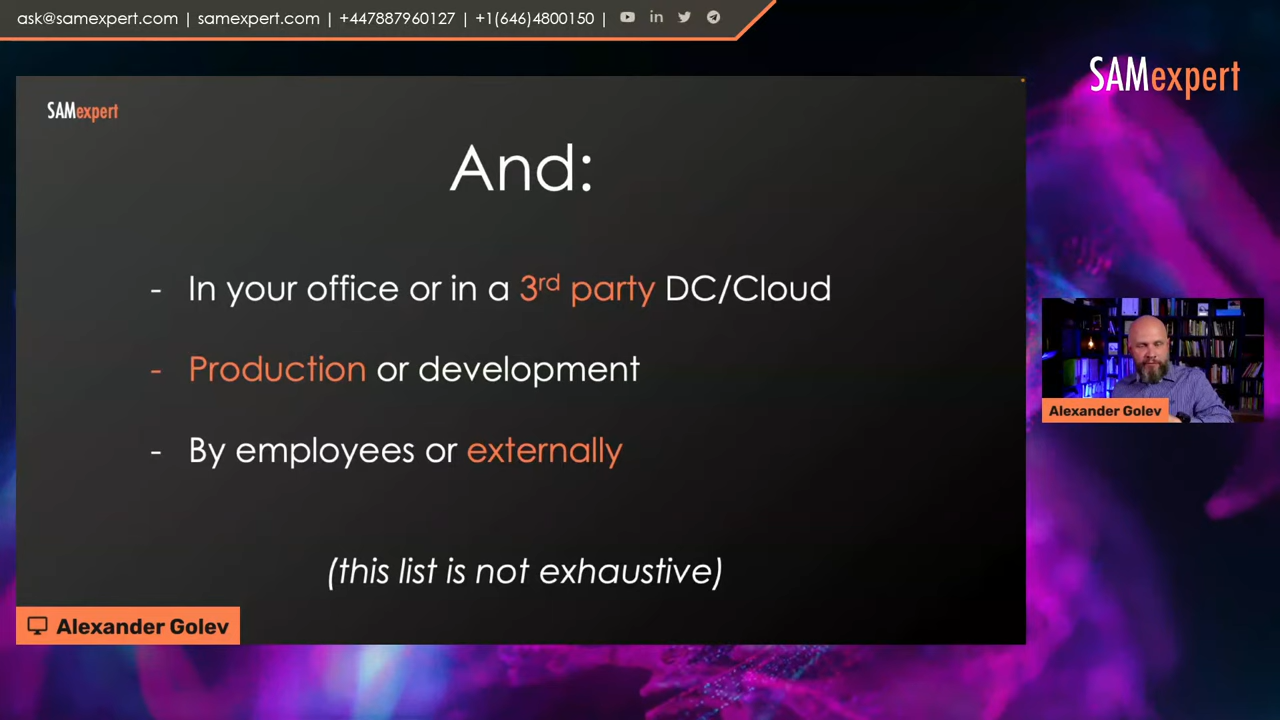 ask@samexpert.com | samexpert.com | +447887960127 | +1(646)4800150 |
SAMexpert
SAMexpert
And:
- In your office or in a 3rd party DC/Cloud
- Production or development
- By employees or externally
(this list is not exhaustive)
Alexander Golev
Alexander Golev